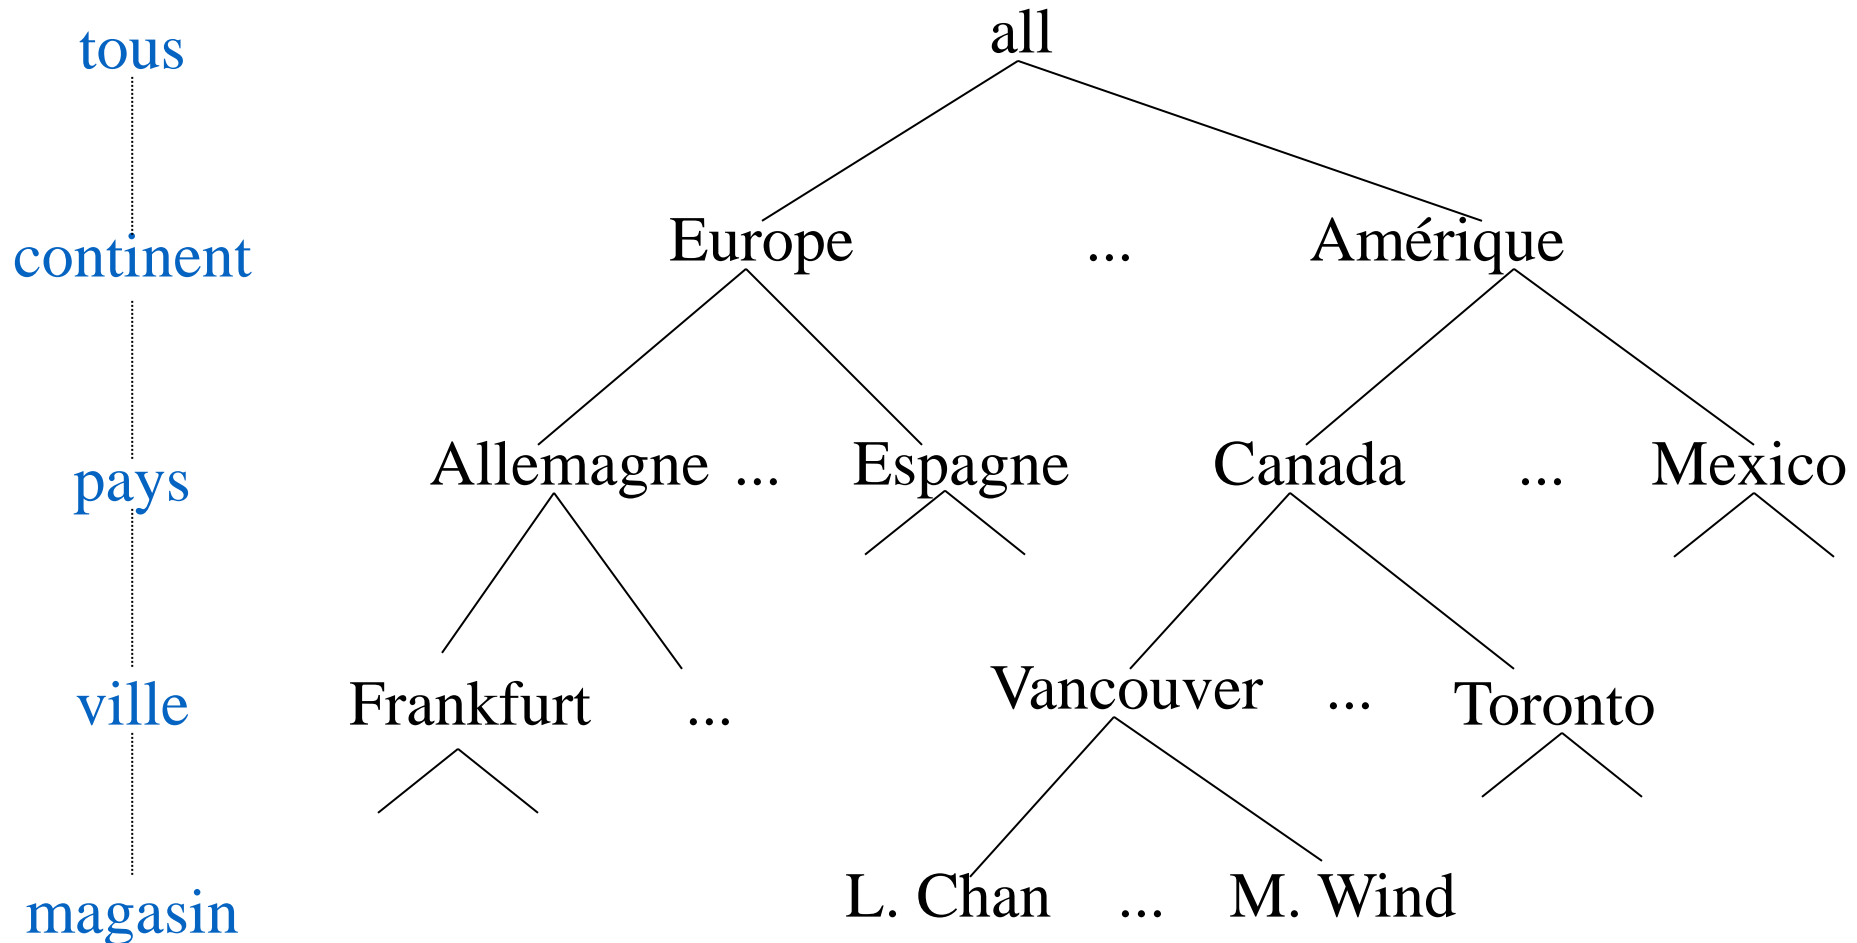 tous all
continent Europe ... Amérique
pays Allemagne ... Espagne Canada ... Mexico
ville Frankfurt ... Vancouver ... Toronto
magasin L. Chan ... M. Wind